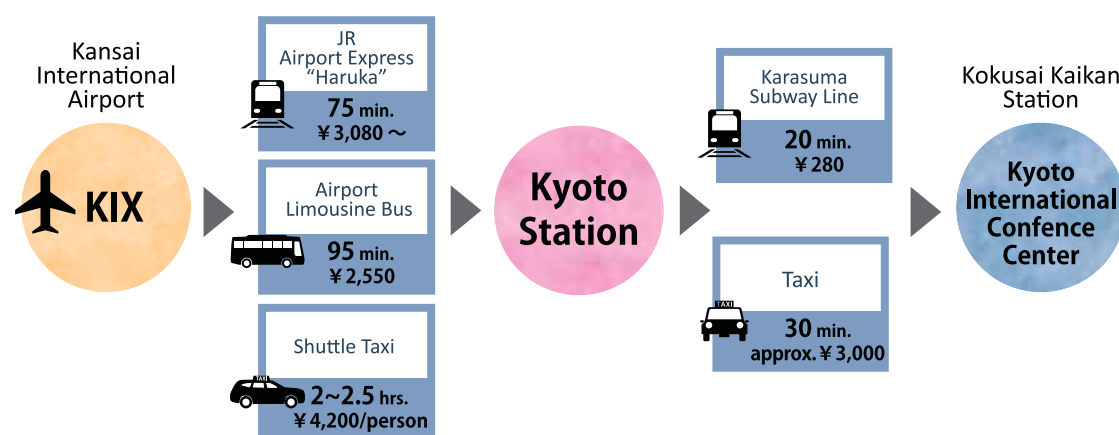 Kansai
International
Airport
KIX
JR
Airport Express
“Haruka”
75 min.
¥3,080～
Airport
Limousine Bus
95 min.
¥2,550
TAXI
Shuttle Taxi
2~2.5 hrs.
¥4,200/person
Kyoto
Station
Karasuma
Subway Line
20 min.
¥280
TAXI
Taxi
30 min.
approx. ¥3,000
Kokusai Kaikan
Station
Kyoto
International
Confence
Center